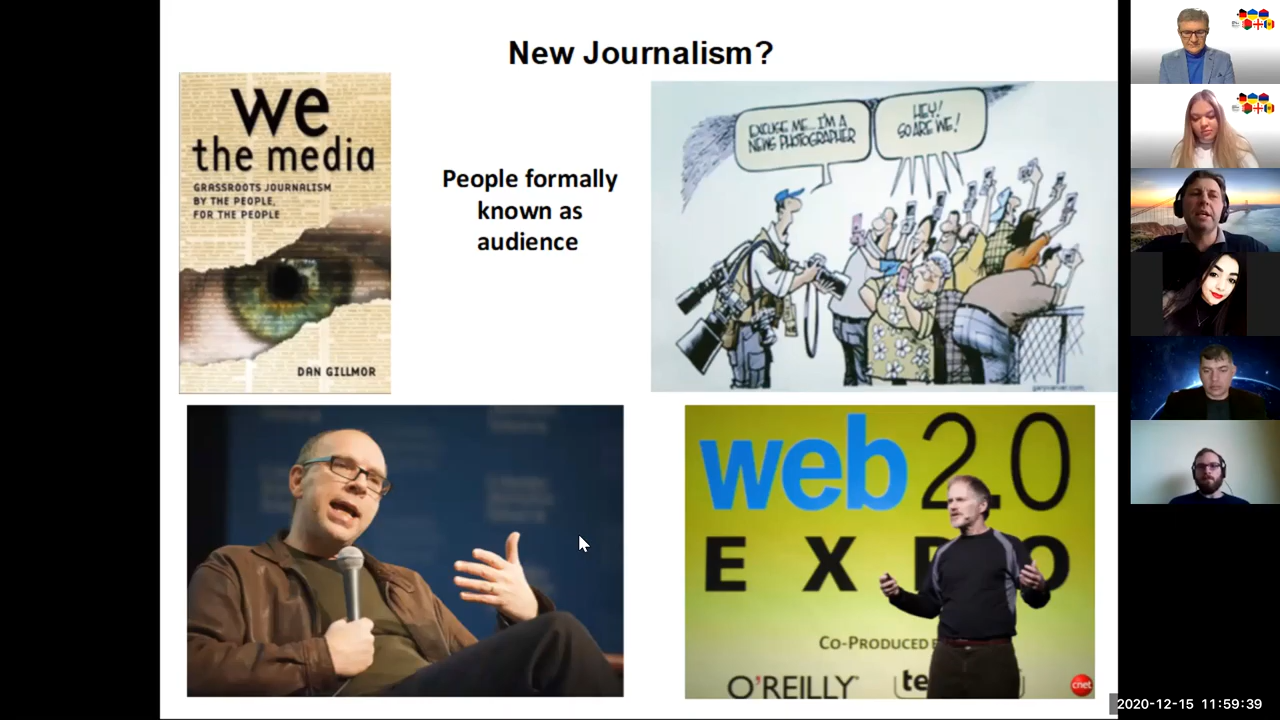 New Journalism?
we
the media
GRASSROOTS JOURNALISM
BY THE PEOPLE,
FOR THE PEOPLE
DAN GILLMOR
People formally
known as
audience
EXCUSE ME...I'M A
NEWS PHOTOGRAPHER
HEY!
SO ARE WE!
web 2.0
EXPO
CO-PRODUCED
O'REILLY
te
cnet
2020-12-15 11:59:39